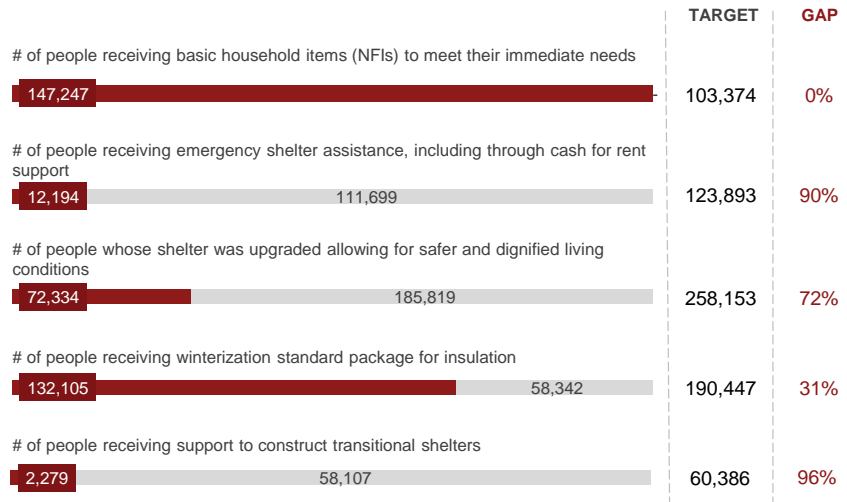 TARGET GAP
# of people receiving basic household items (NFIs) to meet their immediate needs
147,247 - 103,374 0%
# of people receiving emergency shelter assistance, including through cash for rent
support
12,194 111,699 123,893 90%
# of people whose shelter was upgraded allowing for safer and dignified living
conditions
72,334 185,819 258,153 72%
# of people receiving winterization standard package for insulation
132,105 58,342 190,447 31%
# of people receiving support to construct transitional shelters
2,279 58,107 60,386 96%